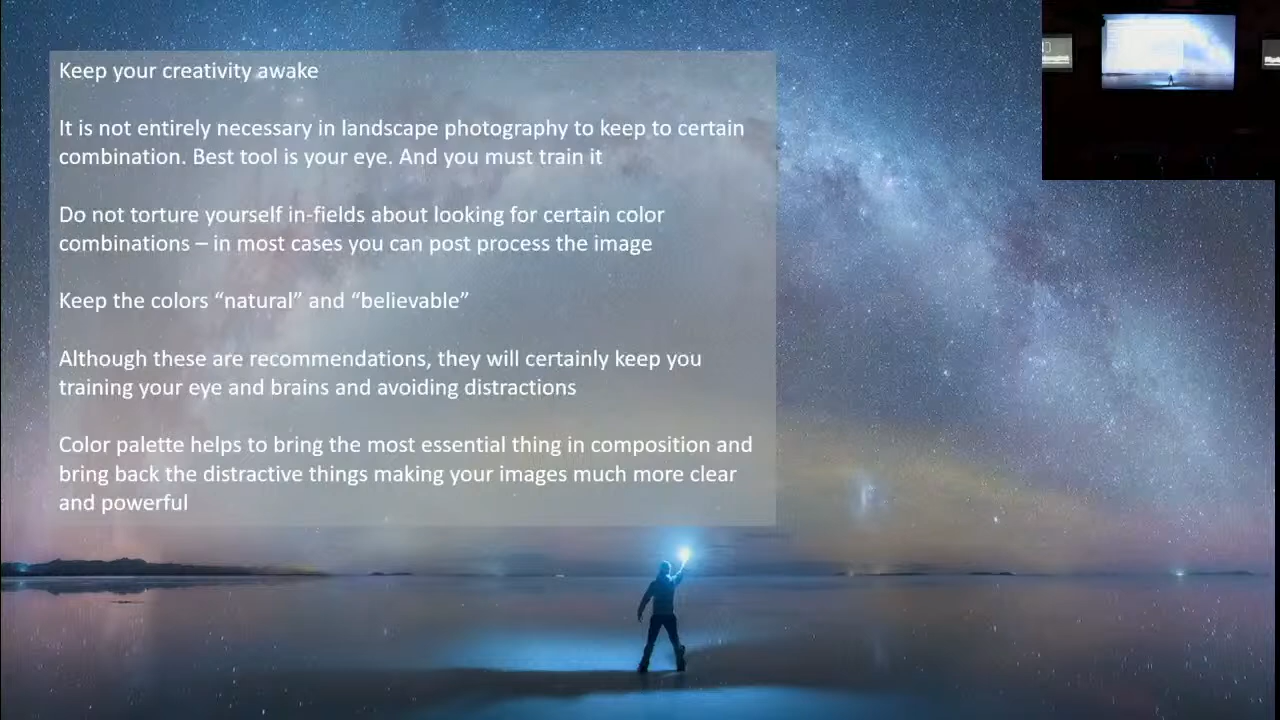 Keep your creativity awake
It is not entirely necessary in landscape photography to keep to certain
combination. Best tool is your eye. And you must train it
Do not torture yourself in-fields about looking for certain color
combinations – in most cases you can post process the image
Keep the colors “natural” and “believable”
Although these are recommendations, they will certainly keep you
training your eye and brains and avoiding distractions
Color palette helps to bring the most essential thing in composition and
bring back the distractive things making your images much more clear
and powerful